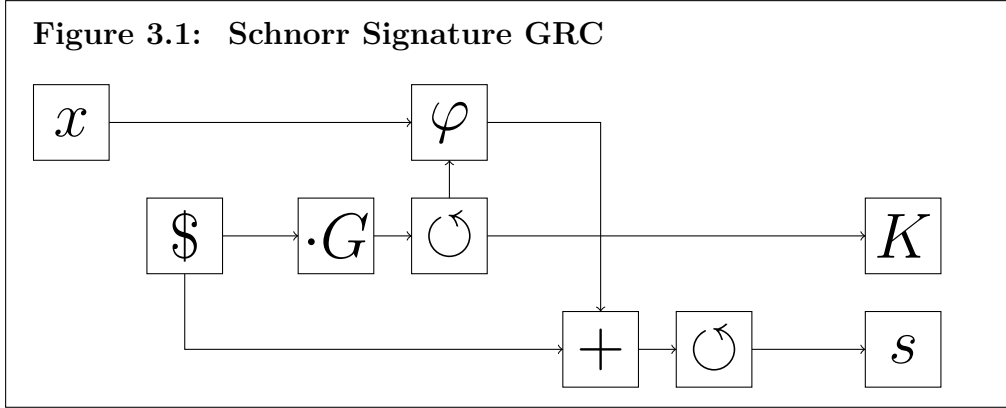 Figure 3.1: Schnorr Signature GRC
x φ
$ ·G ↺ K
+ ↺ s